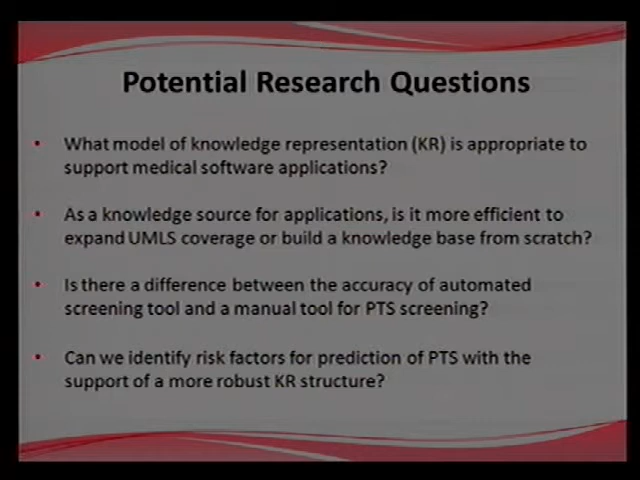 Potential Research Questions
• What model of knowledge representation (KR) is appropriate to
support medical software applications?
• As a knowledge source for applications, is it more efficient to
expand UMLS coverage or build a knowledge base from scratch?
• Is there a difference between the accuracy of automated
screening tool and a manual tool for PTS screening?
• Can we identify risk factors for prediction of PTS with the
support of a more robust KR structure?